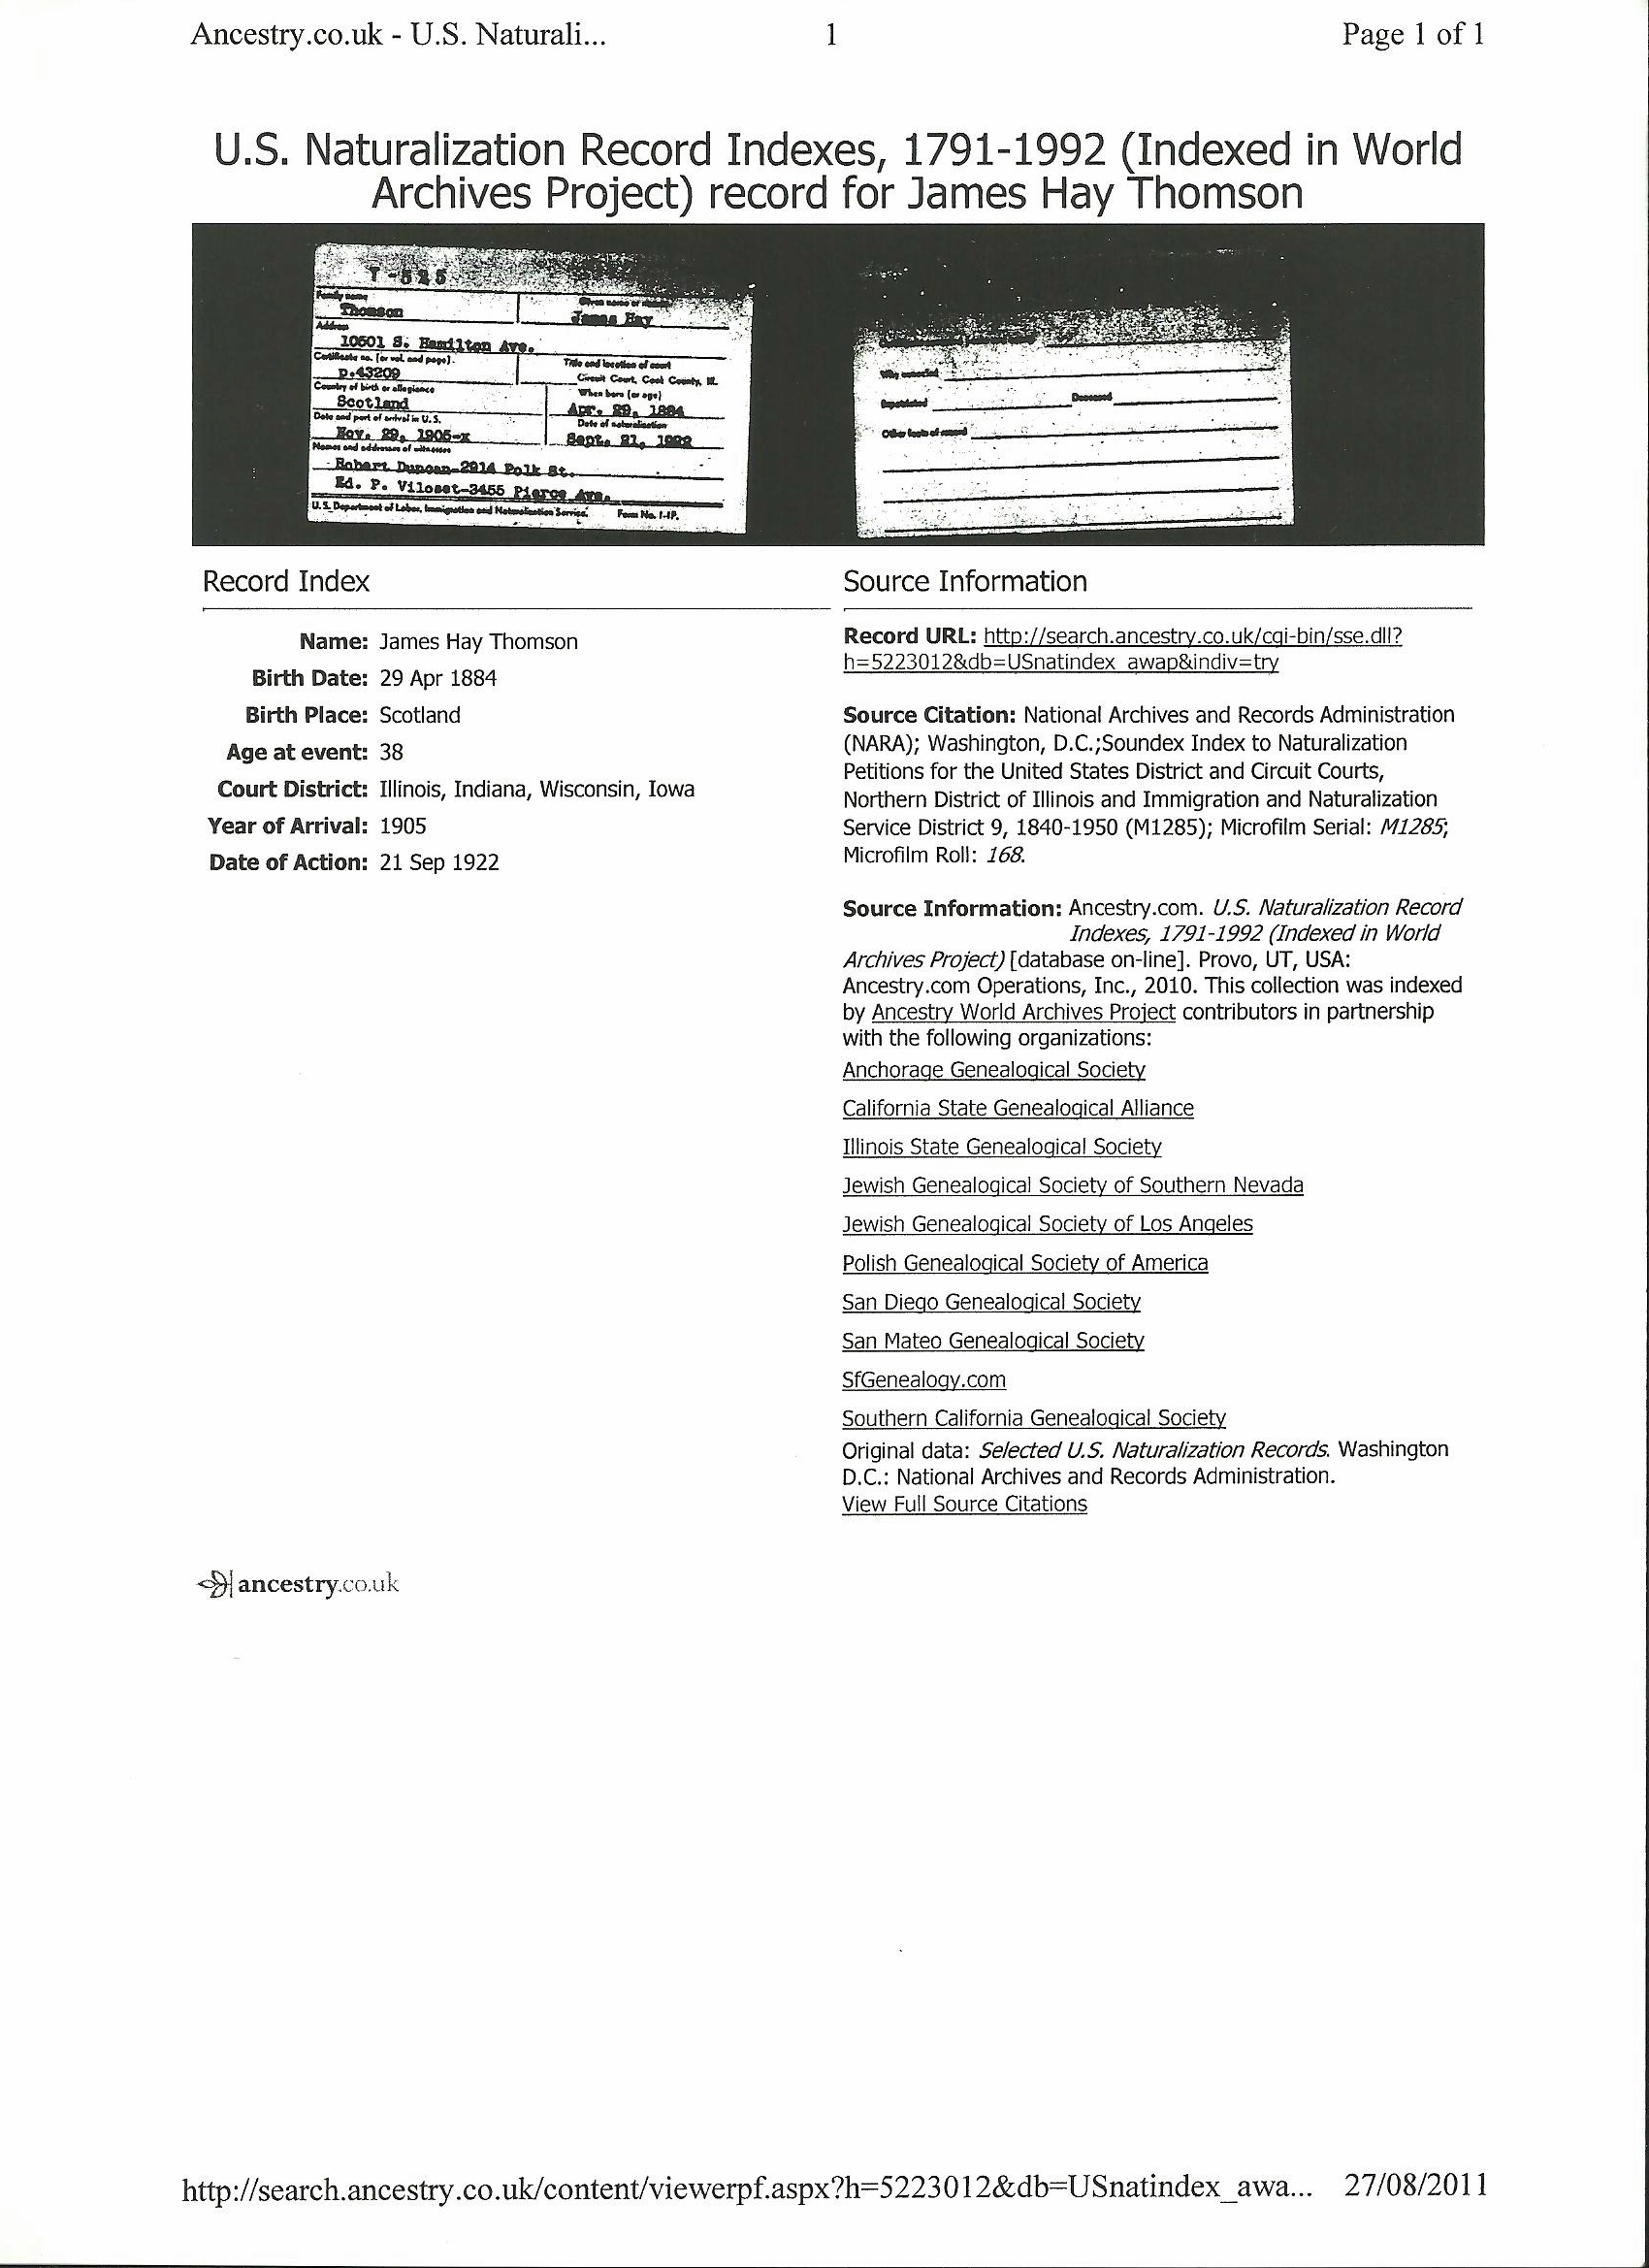 Ancestry.co.uk - U.S. Naturali... 1 Page 1 of 1
U.S. Naturalization Record Indexes, 1791-1992 (Indexed in World
Archives Project) record for James Hay Thomson
T-525
Family name
Given name or
Thomson
James Hay
Address
10601 S. Hamilton Ave.
Certificate no. (or vol. and page)
Title and location of court
P.43209
Circuit Court, Cook County, Ill.
Country of birth or allegiance
When born (or age)
Scotland
Apr. 29, 1884
Date and port of arrival in U.S.
Date of naturalization
Nov. 29, 1905-x
Sept. 21, 1922
Names and addresses of witnesses
Robert Duncan-2914 Polk St.
Ed. P. Viloset-3455 Pierce Ave.
U. S. Department of Labor, Immigration and Naturalization Service. Form No. 1-IP.
Why
Deceased
Other facts of record
Record Index
Name: James Hay Thomson
Birth Date: 29 Apr 1884
Birth Place: Scotland
Age at event: 38
Court District: Illinois, Indiana, Wisconsin, Iowa
Year of Arrival: 1905
Date of Action: 21 Sep 1922
Source Information
Record URL: http://search.ancestry.co.uk/cgi-bin/sse.dll?
h=5223012&db=USnatindex_awap&indiv=try
Source Citation: National Archives and Records Administration
(NARA); Washington, D.C.;Soundex Index to Naturalization
Petitions for the United States District and Circuit Courts,
Northern District of Illinois and Immigration and Naturalization
Service District 9, 1840-1950 (M1285); Microfilm Serial: M1285;
Microfilm Roll: 168.
Source Information: Ancestry.com. U.S. Naturalization Record
Indexes, 1791-1992 (Indexed in World
Archives Project) [database on-line]. Provo, UT, USA:
Ancestry.com Operations, Inc., 2010. This collection was indexed
by Ancestry World Archives Project contributors in partnership
with the following organizations:
Anchorage Genealogical Society
California State Genealogical Alliance
Illinois State Genealogical Society
Jewish Genealogical Society of Southern Nevada
Jewish Genealogical Society of Los Angeles
Polish Genealogical Society of America
San Diego Genealogical Society
San Mateo Genealogical Society
SfGenealogy.com
Southern California Genealogical Society
Original data: Selected U.S. Naturalization Records. Washington
D.C.: National Archives and Records Administration.
View Full Source Citations
ancestry.co.uk
http://search.ancestry.co.uk/content/viewerpf.aspx?h=5223012&db=USnatindex_awa... 27/08/2011